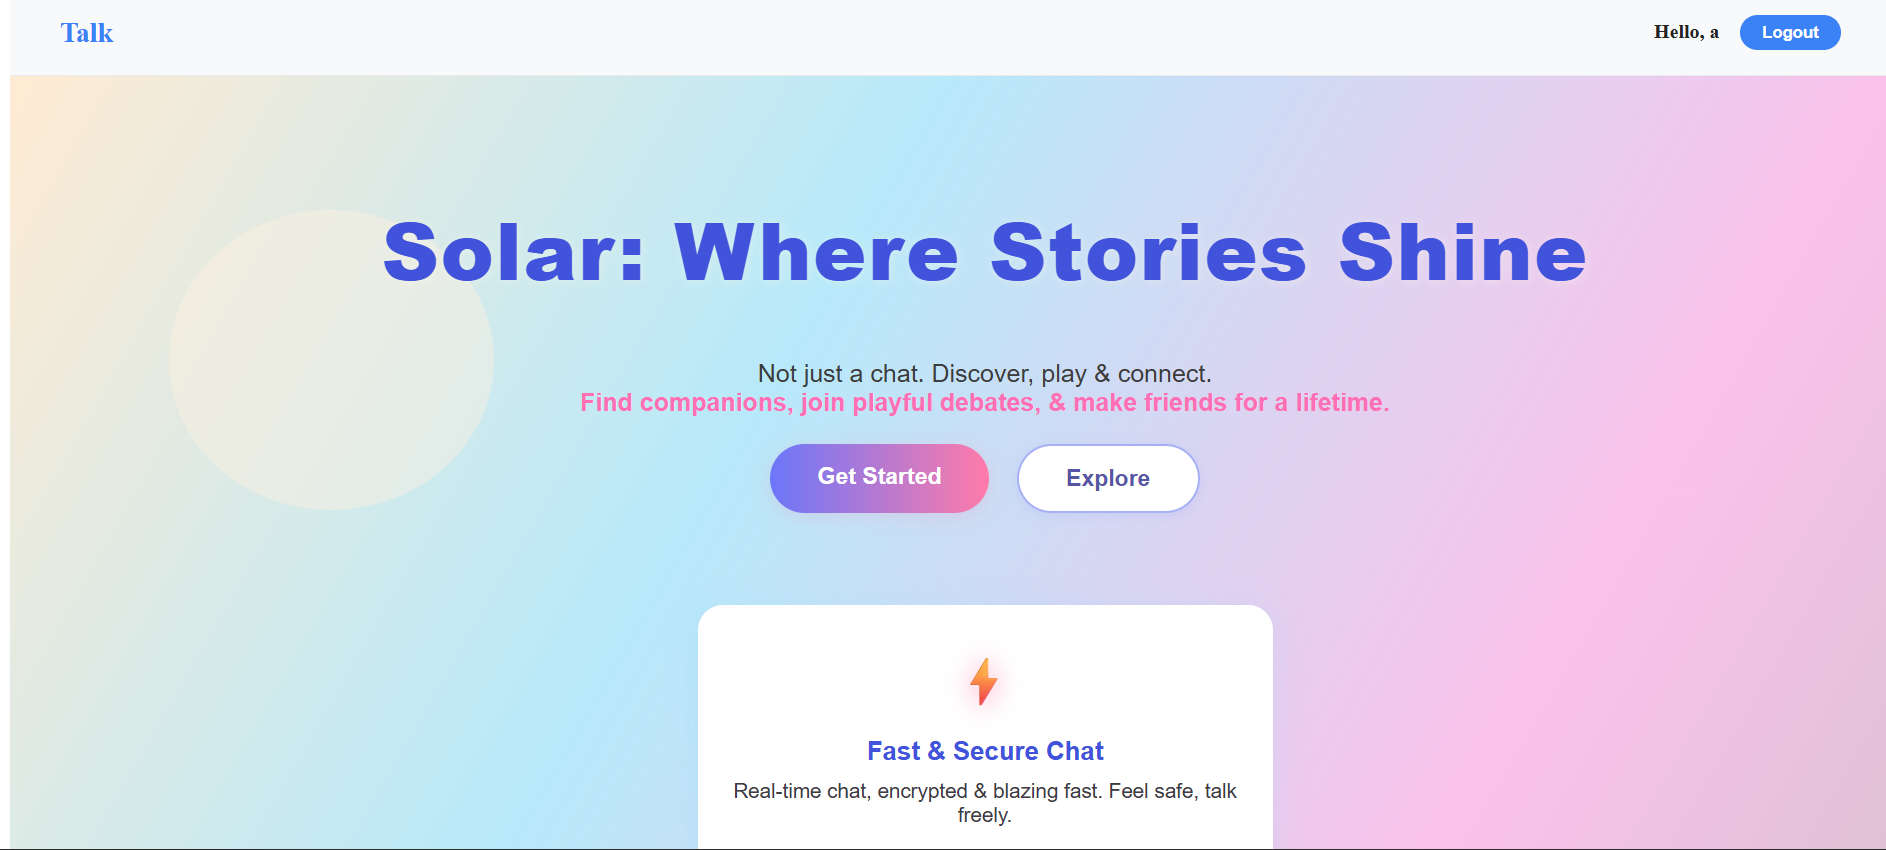 Talk
Hello, a
Logout
Solar: Where Stories Shine
Not just a chat. Discover, play & connect.
Find companions, join playful debates, & make friends for a lifetime.
Get Started
Explore
Fast & Secure Chat
Real-time chat, encrypted & blazing fast. Feel safe, talk
freely.